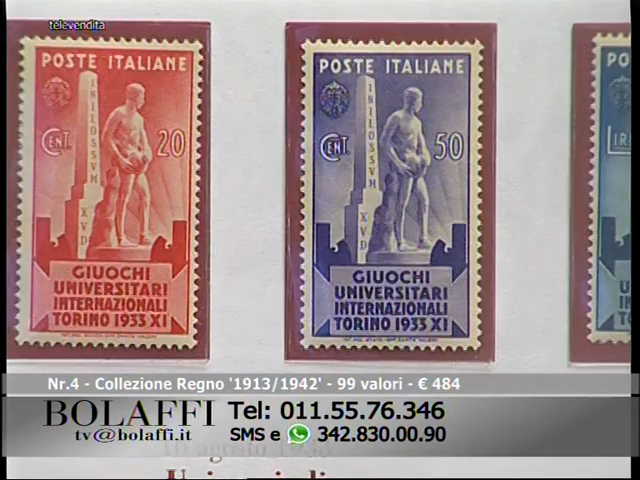 televendita
POSTE ITALIANE
CENT 20
XVD
GIUOCHI
UNIVERSITARI
INTERNAZIONALI
TORINO 1933 XI
POSTE ITALIANE
CENT 50
XVD
GIUOCHI
UNIVERSITARI
INTERNAZIONALI
TORINO 1933 XI
Nr.4 - Collezione Regno '1913/1942' - 99 valori - € 484
BOLAFFI
tv@bolaffi.it
Tel: 011.55.76.346
SMS e 342.830.00.90